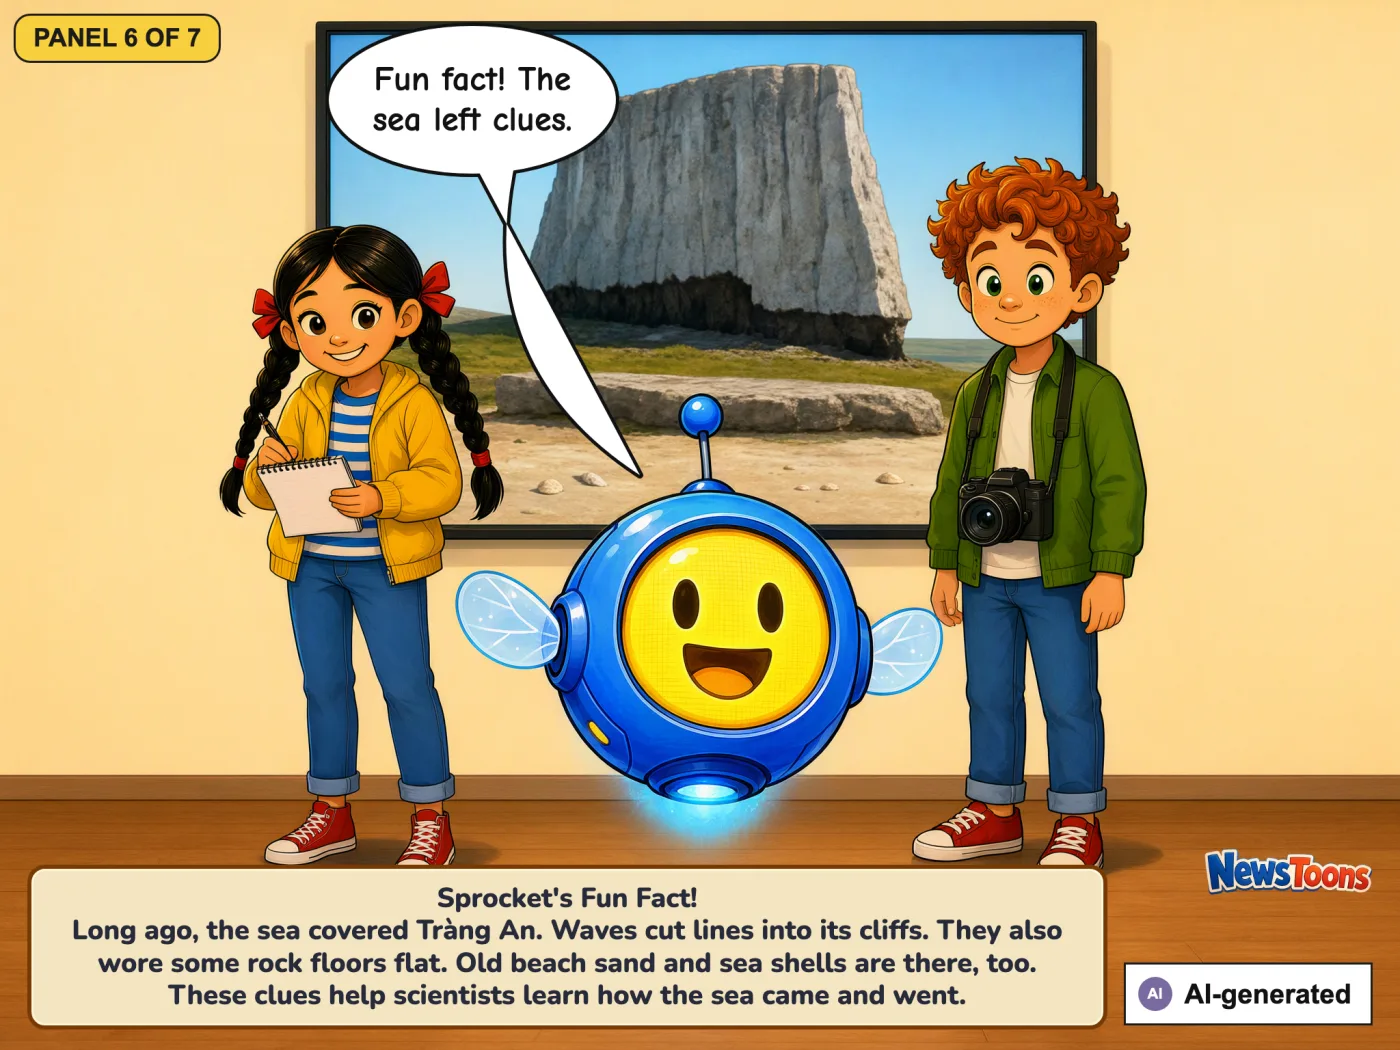 PANEL 6 OF 7
Fun fact! The
sea left clues.
Sprocket's Fun Fact!
Long ago, the sea covered Tràng An. Waves cut lines into its cliffs. They also
wore some rock floors flat. Old beach sand and sea shells are there, too.
These clues help scientists learn how the sea came and went.
NewsToons
AI AI-generated